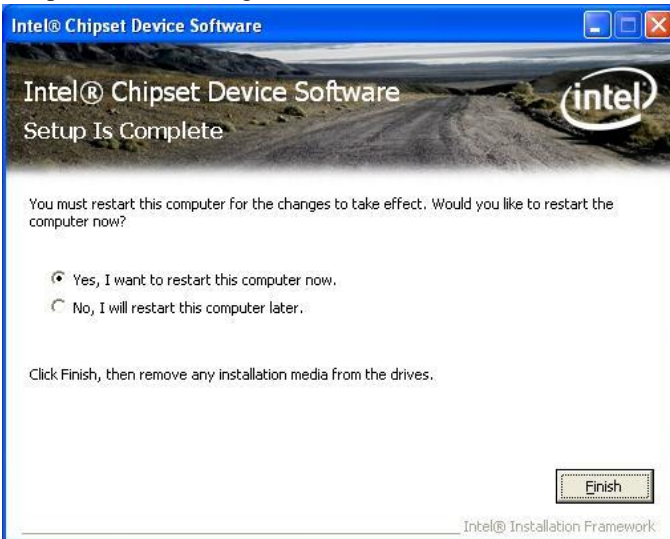 Intel® Chipset Device Software
Intel® Chipset Device Software
Setup Is Complete
intel
You must restart this computer for the changes to take effect. Would you like to restart the
computer now?
Yes, I want to restart this computer now.
No, I will restart this computer later.
Click Finish, then remove any installation media from the drives.
Finish
Intel® Installation Framework